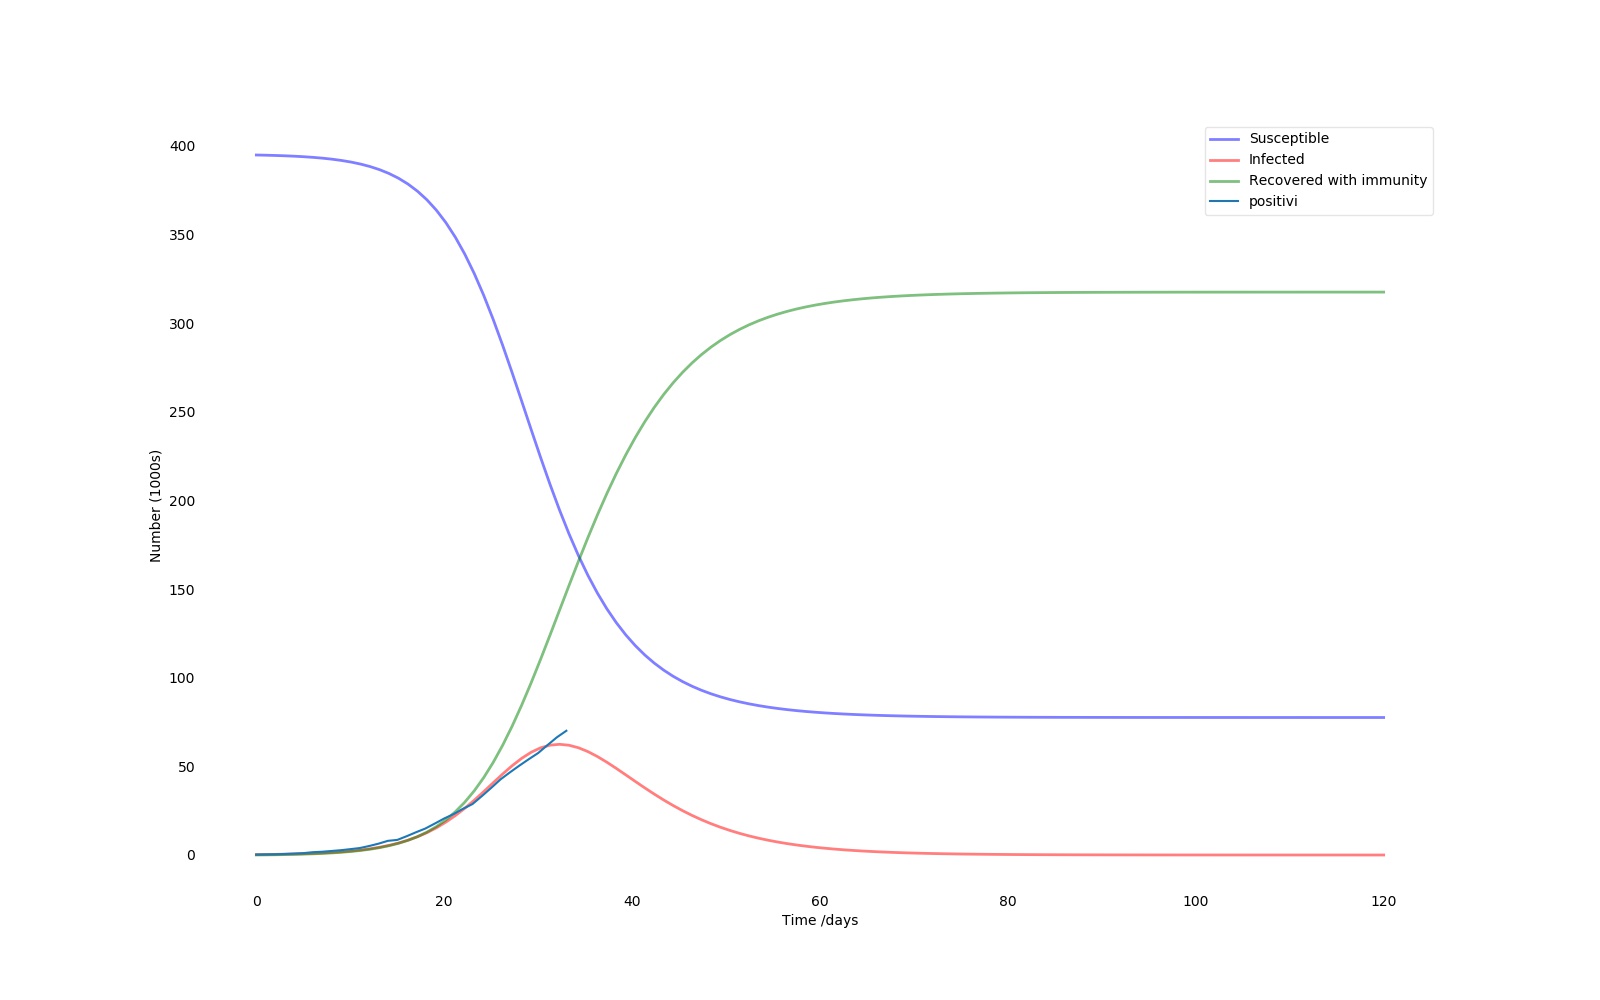 Susceptible
Infected
Recovered with immunity
positivi
400
350
300
250
200
150
100
50
0
Number (1000s)
0 20 40 60 80 100 120
Time /days